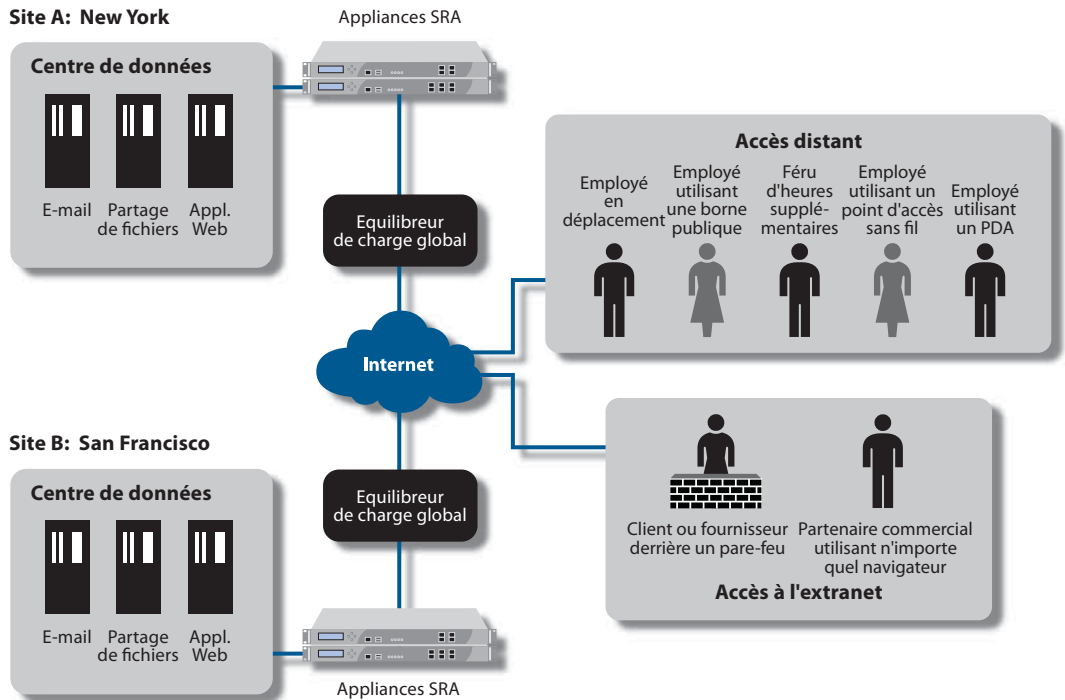 Site A: New York
Appliances SRA
Centre de données
E-mail
Partage
de fichiers
Appl.
Web
Equilibreur
de charge global
Accès distant
Employé
en
déplacement
Employé
utilisant
une borne
publique
Féru
d'heures
supplé-
mentaires
Employé
utilisant un
point d'accès
sans fil
Employé
utilisant
un PDA
Internet
Site B: San Francisco
Centre de données
E-mail
Partage
de fichiers
Appl.
Web
Equilibreur
de charge global
Appliances SRA
Client ou fournisseur
derrière un pare-feu
Partenaire commercial
utilisant n'importe
quel navigateur
Accès à l'extranet